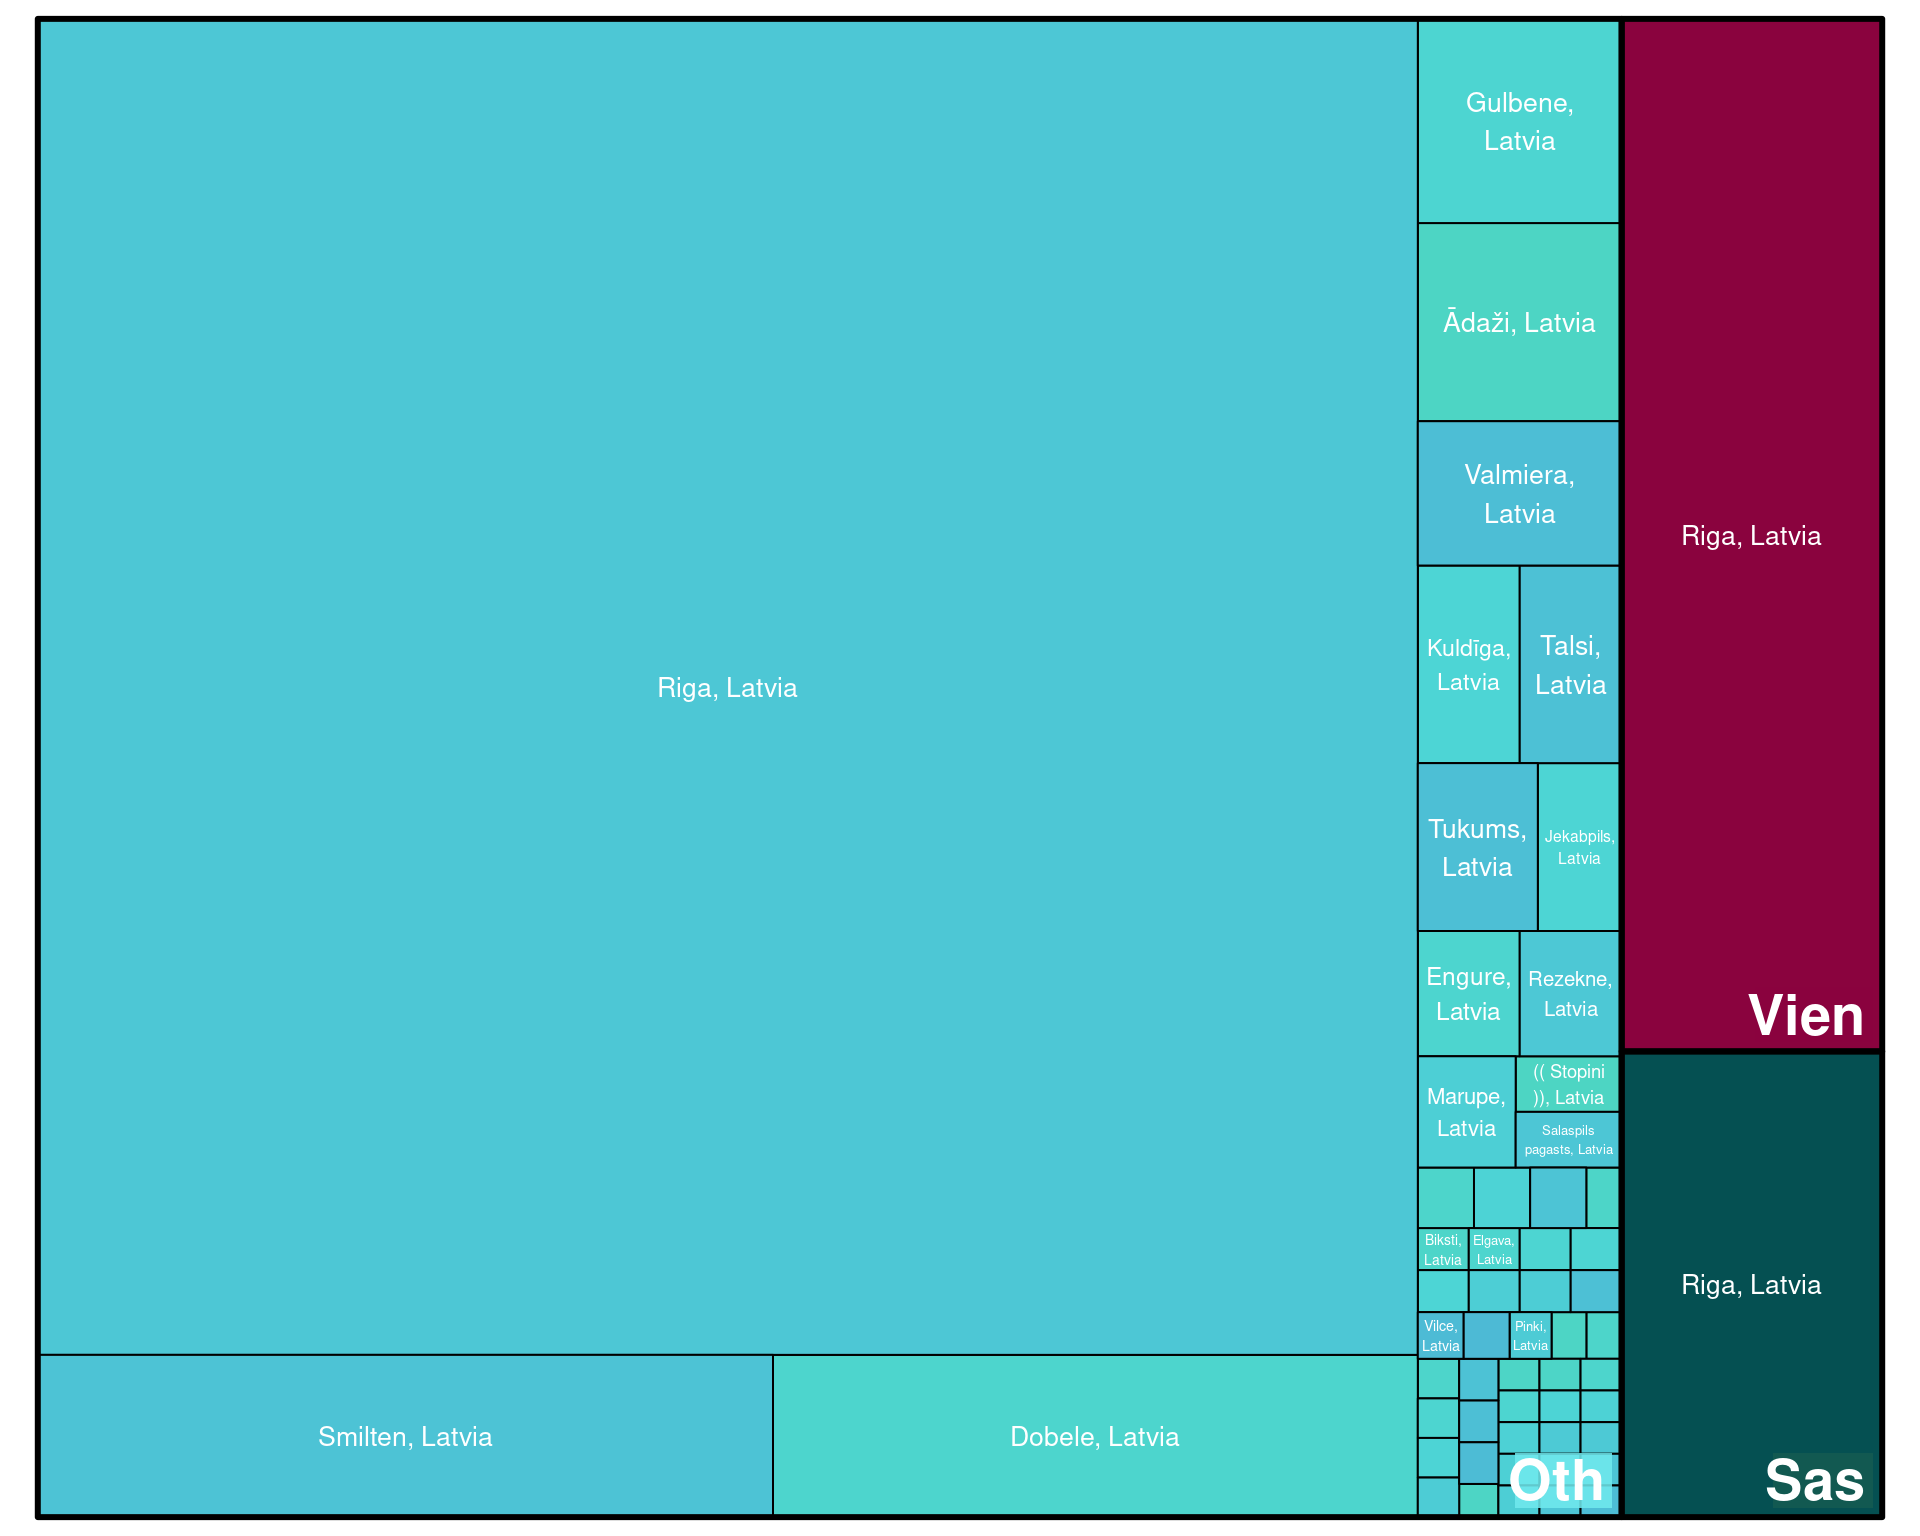 Riga, Latvia
Smilten, Latvia
Dobele, Latvia
Gulbene,
Latvia
Ādaži, Latvia
Valmiera,
Latvia
Kuldīga,
Latvia
Talsi,
Latvia
Tukums,
Latvia
Jekabpils,
Latvia
Engure,
Latvia
Rezekne,
Latvia
Marupe,
Latvia
(( Stopini
)), Latvia
Salaspils
pagasts, Latvia
Biksti,
Latvia
Elgava,
Latvia
Vilce,
Latvia
Pinki,
Latvia
Oth
Riga, Latvia
Vien
Riga, Latvia
Sas